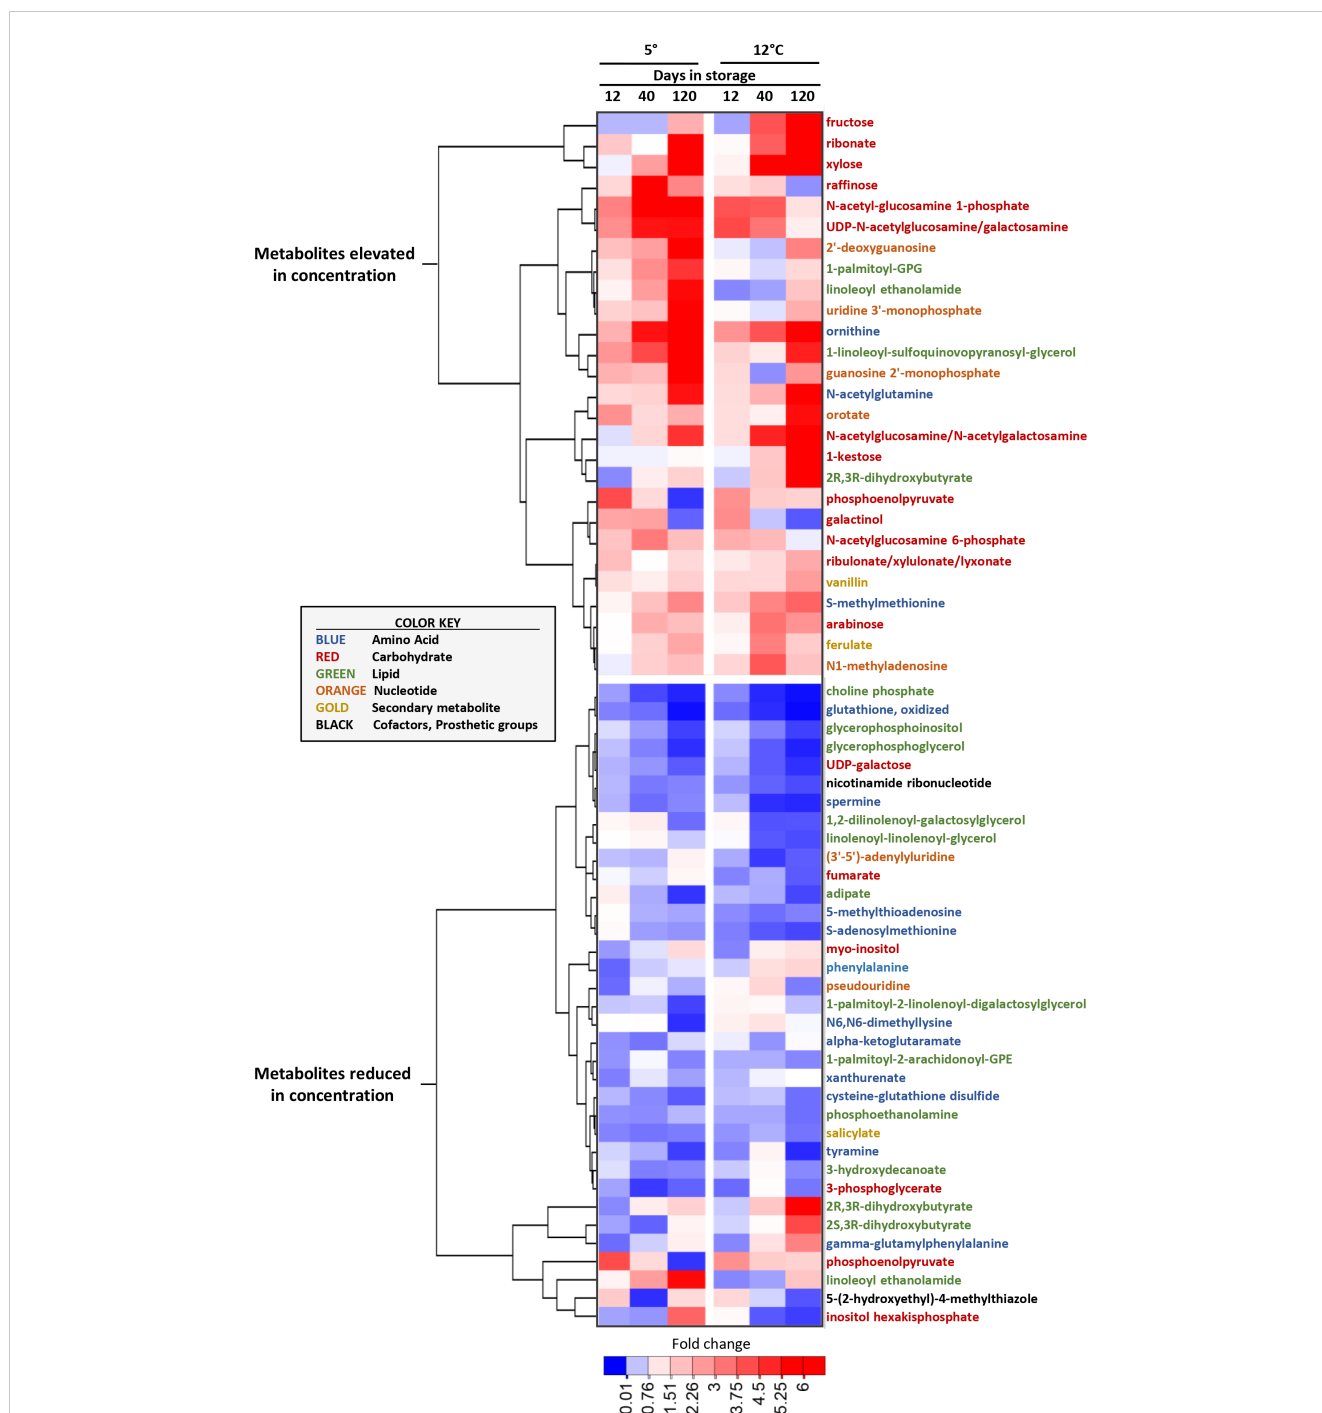 5° 12°C
Days in storage
12 40 120 12 40 120
fructose
ribonate
xylose
raffinose
N-acetyl-glucosamine 1-phosphate
UDP-N-acetylglucosamine/galactosamine
2'-deoxyguanosine
1-palmitoyl-GPG
linoleoyl ethanolamide
uridine 3'-monophosphate
ornithine
1-linoleoyl-sulfoquinovopyranosyl-glycerol
guanosine 2'-monophosphate
N-acetylglutamine
orotate
N-acetylglucosamine/N-acetylgalactosamine
1-kestose
2R,3R-dihydroxybutyrate
phosphoenolpyruvate
galactinol
N-acetylglucosamine 6-phosphate
ribulonate/xylulonate/lyxonate
vanillin
S-methylmethionine
arabinose
ferulate
N1-methyladenosine
Metabolites elevated
in concentration
COLOR KEY
BLUE Amino Acid
RED Carbohydrate
GREEN Lipid
ORANGE Nucleotide
GOLD Secondary metabolite
BLACK Cofactors, Prosthetic groups
choline phosphate
glutathione, oxidized
glycerophosphoinositol
glycerophosphoglycerol
UDP-galactose
nicotinamide ribonucleotide
spermine
1,2-dilinolenoyl-galactosylglycerol
linolenoyl-linolenoyl-glycerol
(3'-5')-adenylyluridine
fumarate
adipate
5-methylthioadenosine
S-adenosylmethionine
myo-inositol
phenylalanine
pseudouridine
1-palmitoyl-2-linolenoyl-digalactosylglycerol
N6,N6-dimethyllysine
alpha-ketoglutaramate
1-palmitoyl-2-arachidonoyl-GPE
xanthurenate
cysteine-glutathione disulfide
phosphoethanolamine
salicylate
tyramine
3-hydroxydecanoate
3-phosphoglycerate
2R,3R-dihydroxybutyrate
2S,3R-dihydroxybutyrate
gamma-glutamylphenylalanine
phosphoenolpyruvate
linoleoyl ethanolamide
5-(2-hydroxyethyl)-4-methylthiazole
inositol hexakisphosphate
Metabolites reduced
in concentration
Fold change
0.01 0.76 1.51 2.26 3 3.75 4.5 5.25 6